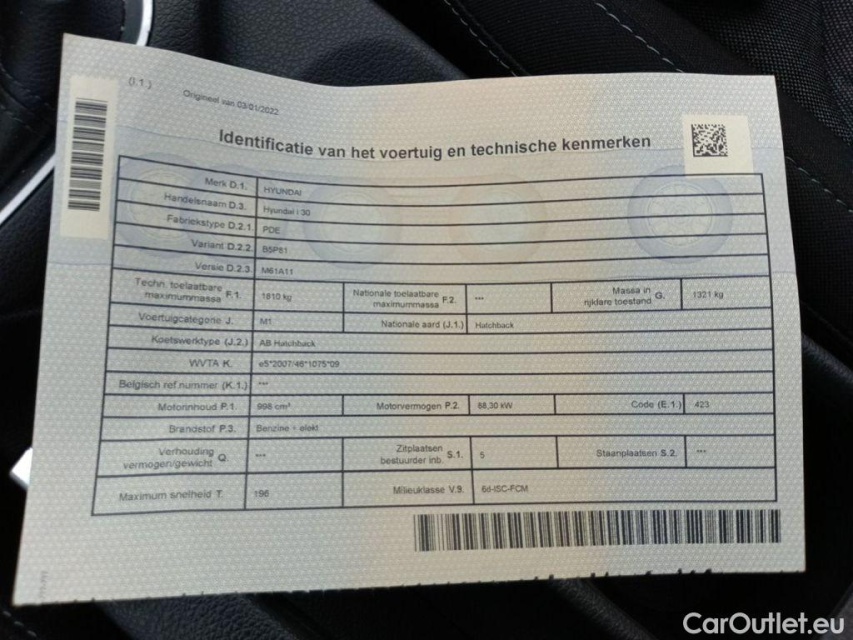 (I.1)
Origineel van 03/01/2022
Identificatie van het voertuig en technische kenmerken
Merk D.1. HYUNDAI
Handelsnaam D.3. Hyundai i 30
Fabriekstype D.2.1. PDE
Variant D.2.2. B5P81
Versie D.2.3. M61A11
Techn. toelaatbare maximummassa F.1. 1810 kg Nationale toelaatbare maximummassa F.2. *** Massa in rijklare toestand G. 1321 kg
Voertuigcategorie J. M1 Nationale aard (J.1.) Hatchback
Koetswerktype (J.2.) AB Hatchback
WVTA K. e5*2007/46*1075*09
Belgisch ref.nummer (K.1.) ***
Motorinhoud P.1. 998 cm³ Motorvermogen P.2. 88,30 kW Code (E.1.) 423
Brandstof P.3. Benzine + elekt
Verhouding vermogen/gewicht Q. *** Zitplaatsen bestuurder inb. S.1. 5 Staanplaatsen S.2. ***
Maximum snelheid T. 196 Milieuklasse V.9. 6d-ISC-FCM
CarOutlet.eu